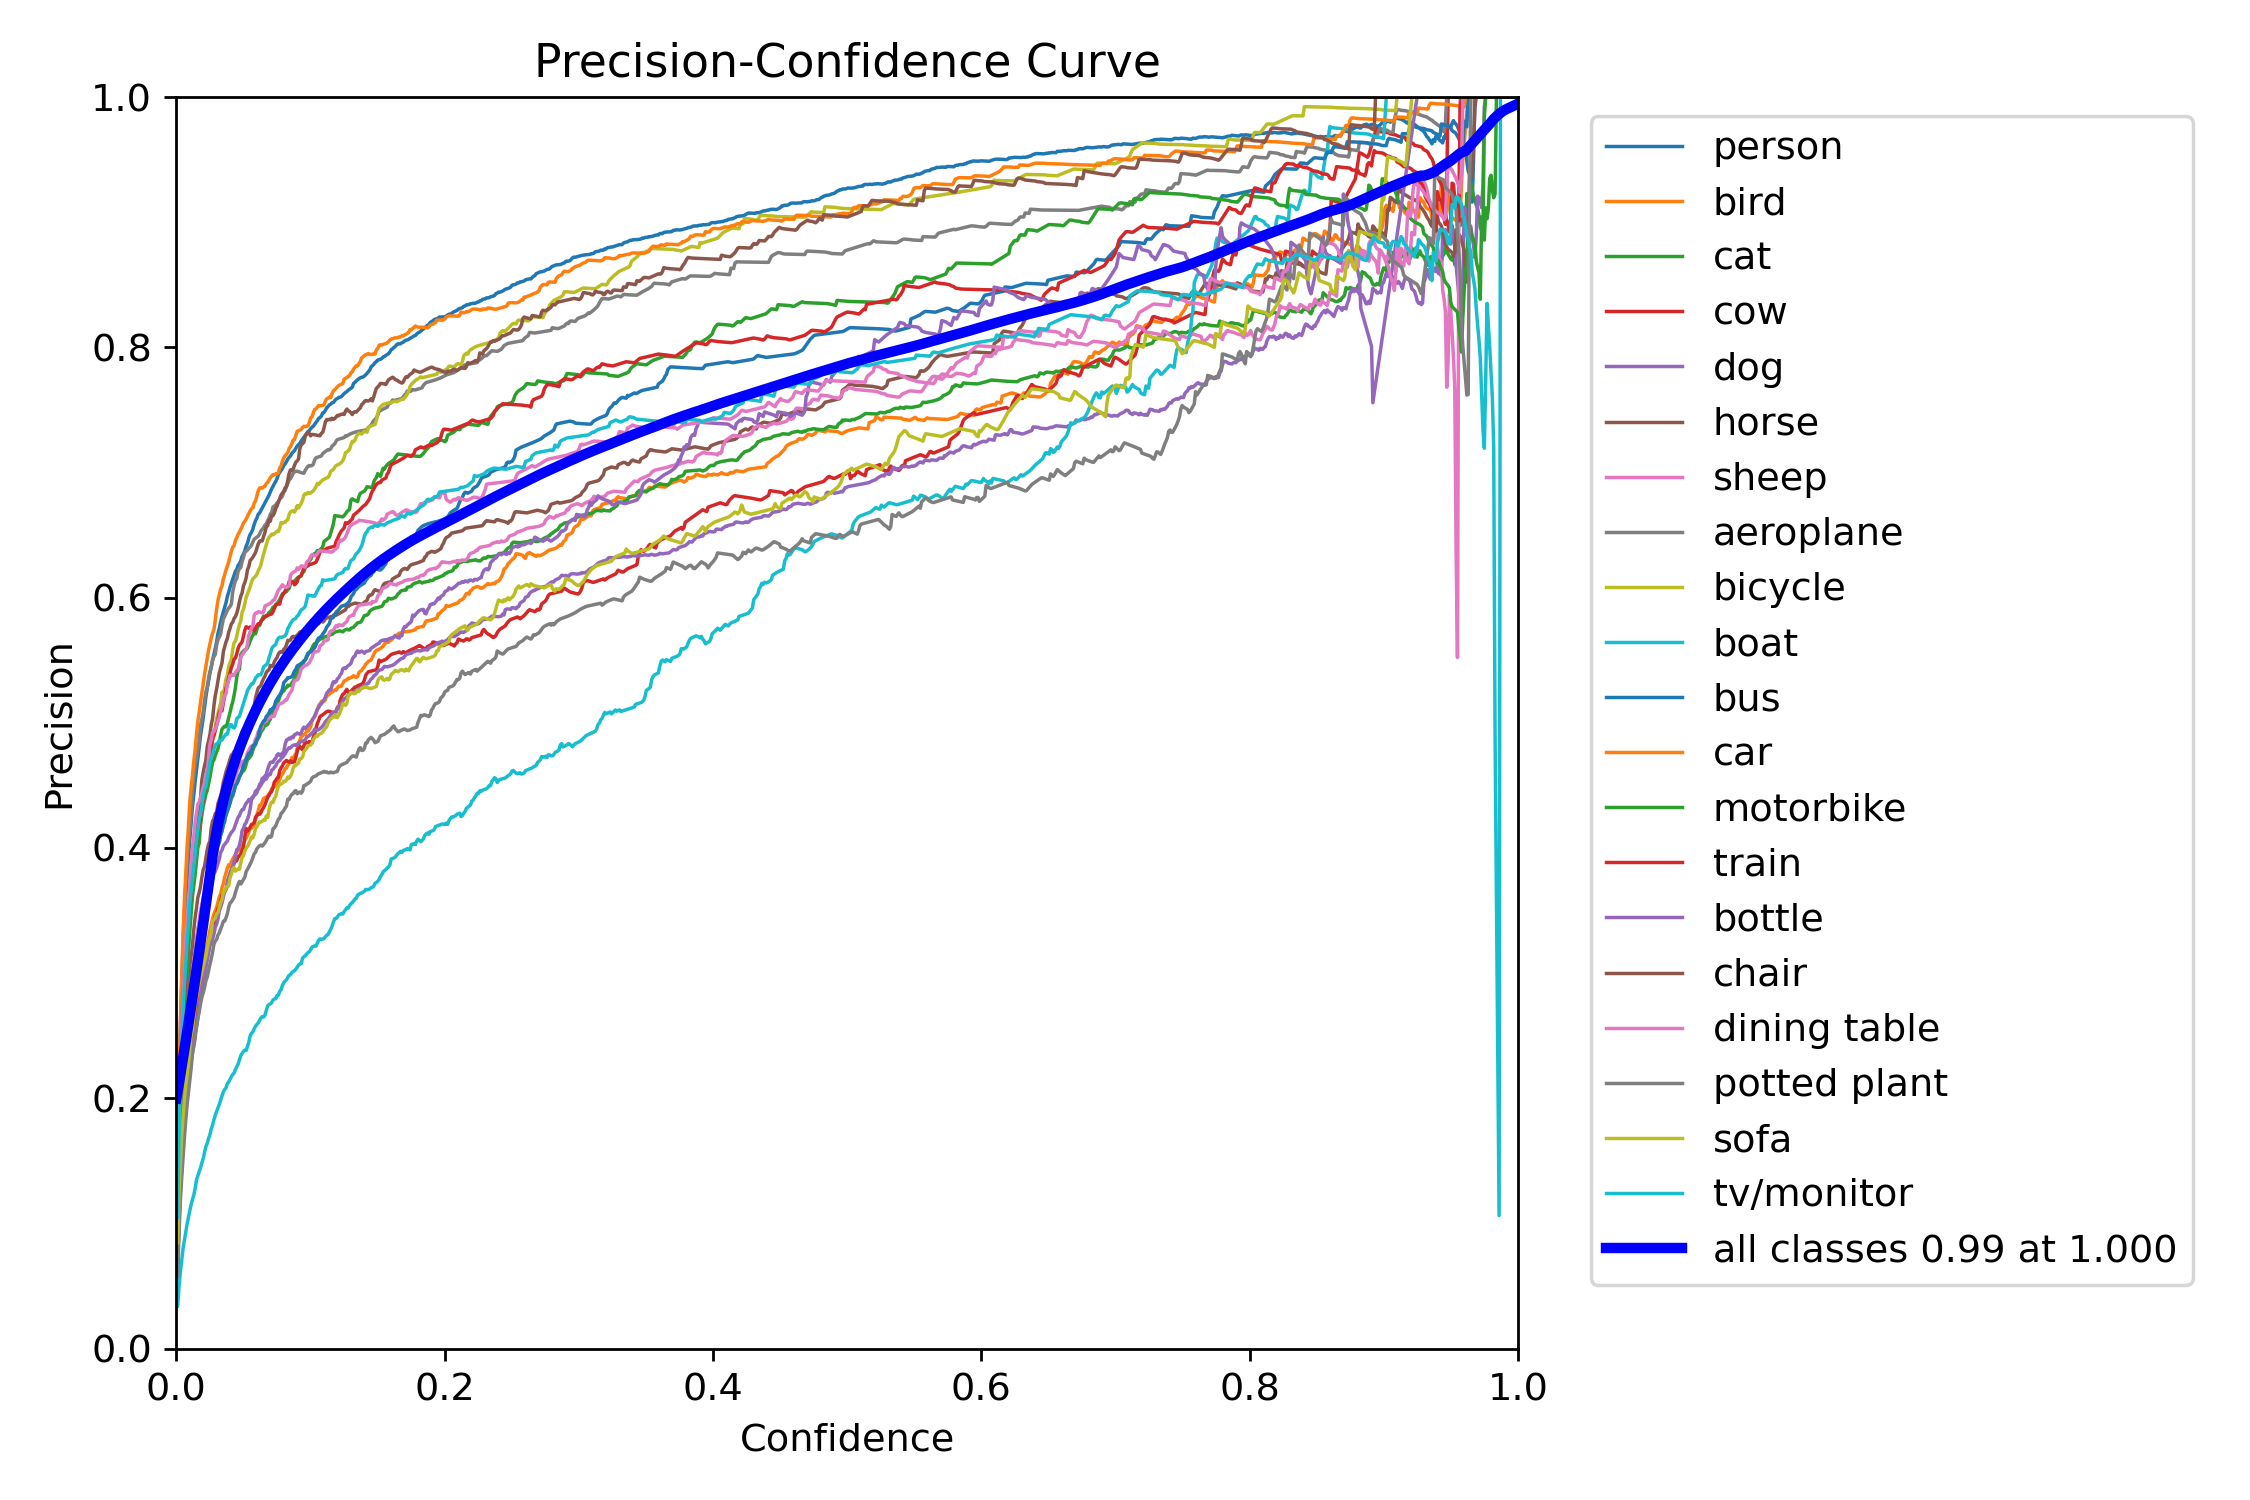 Precision-Confidence Curve
1.0
0.8
0.6
0.4
0.2
0.0
Precision
0.0 0.2 0.4 0.6 0.8 1.0
Confidence
person
bird
cat
cow
dog
horse
sheep
aeroplane
bicycle
boat
bus
car
motorbike
train
bottle
chair
dining table
potted plant
sofa
tv/monitor
all classes 0.99 at 1.000